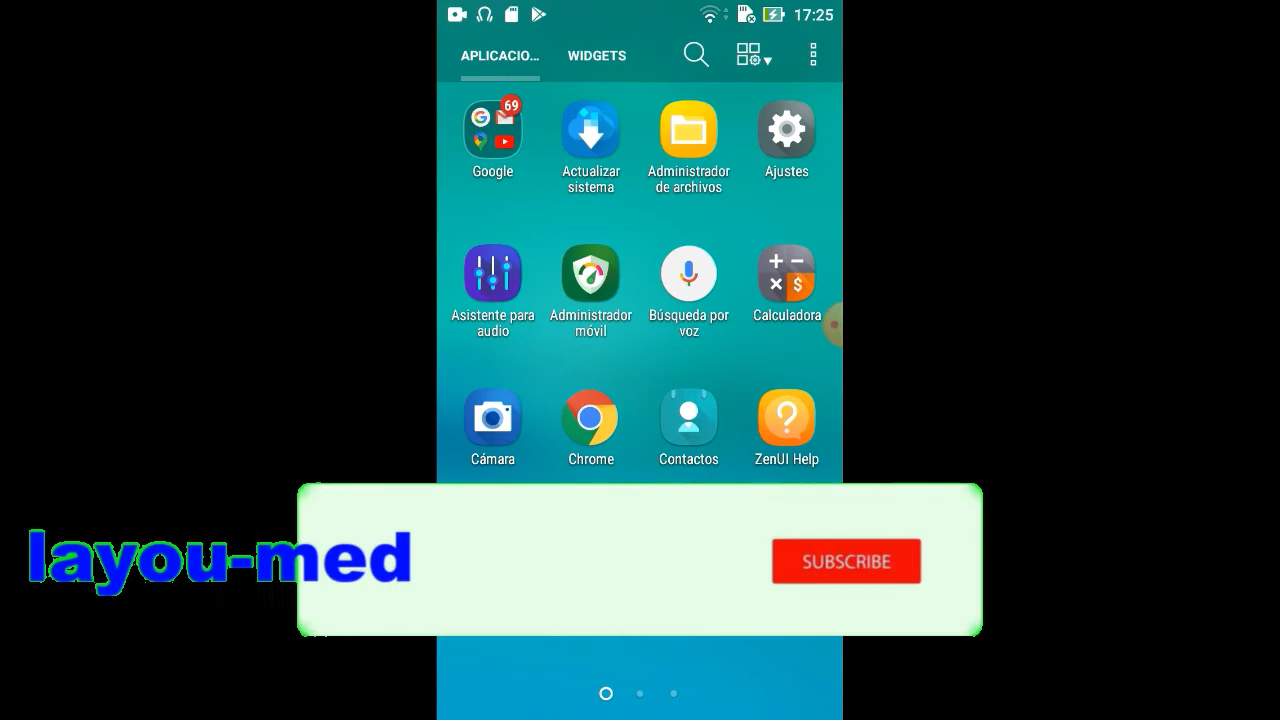 17:25
APLICACIO...
WIDGETS
69
Google
Actualizar
sistema
Administrador
de archivos
Ajustes
Asistente para
audio
Administrador
móvil
Búsqueda por
voz
Calculadora
Cámara
Chrome
Contactos
ZenUI Help
layou-med
SUBSCRIBE